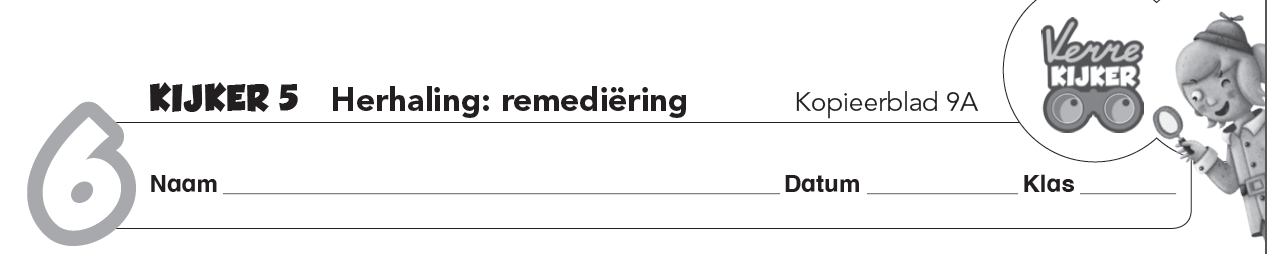 Verre
KIJKER
KIJKER 5 Herhaling: remediëring Kopieerblad 9A
6
Naam Datum Klas